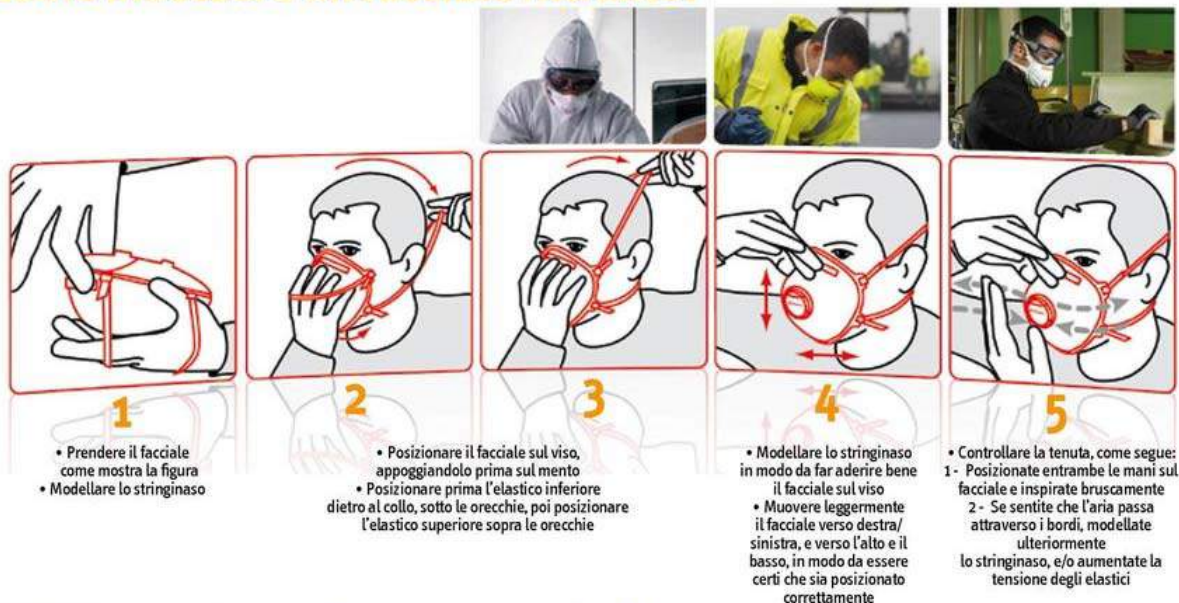 1
• Prendere il facciale
come mostra la figura
• Modellare lo stringinaso
2
3
• Posizionare il facciale sul viso,
appoggiandolo prima sul mento
• Posizionare prima l'elastico inferiore
dietro al collo, sotto le orecchie, poi posizionare
l'elastico superiore sopra le orecchie
4
• Modellare lo stringinaso
in modo da far aderire bene
il facciale sul viso
• Muovere leggermente
il facciale verso destra/
sinistra, e verso l'alto e il
basso, in modo da essere
certi che sia posizionato
correttamente
5
• Controllare la tenuta, come segue:
1 - Posizionate entrambe le mani sul
facciale e inspirate bruscamente
2 - Se sentite che l'aria passa
attraverso i bordi, modellate
ulteriormente
lo stringinaso, e/o aumentate la
tensione degli elastici